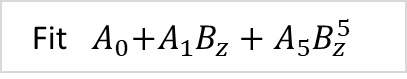 Fit A₀+A₁B_z + A₅B_z⁵